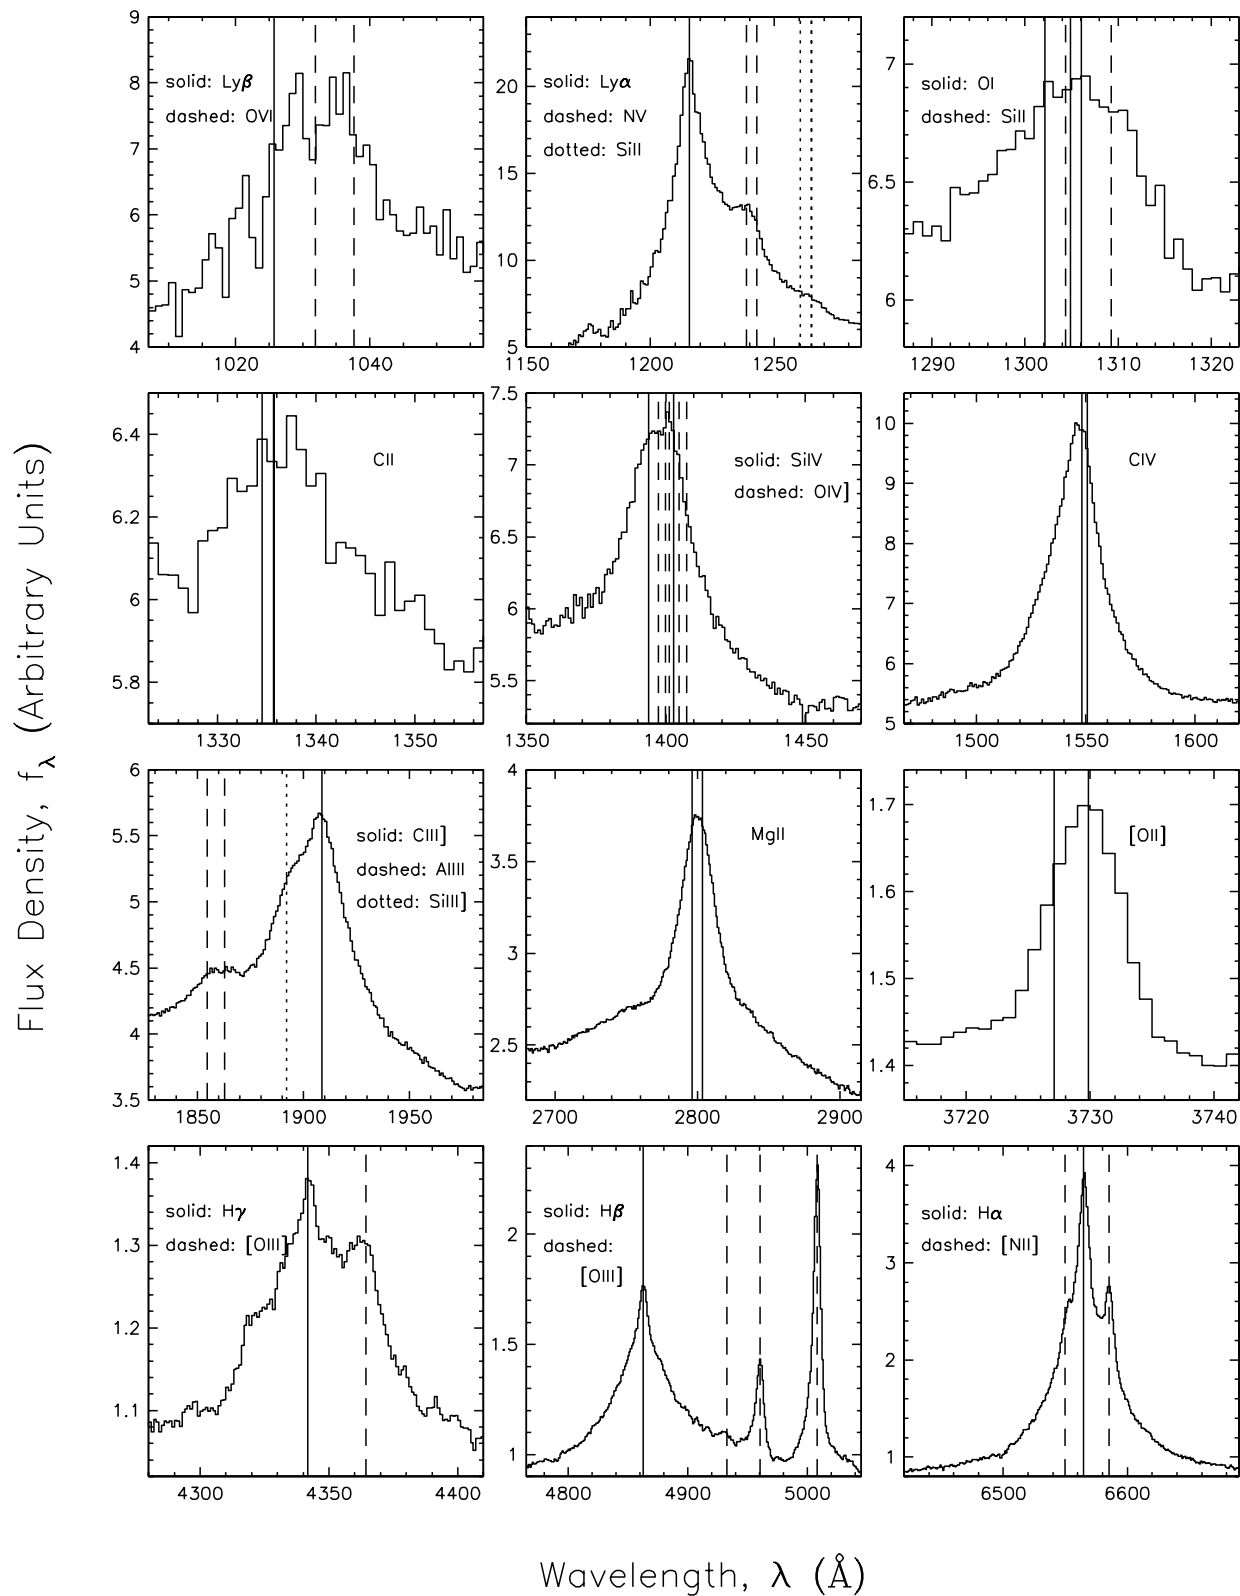 Flux Density, fλ (Arbitrary Units)
9
8
7
6
5
4
solid: Lyβ
dashed: OVI
1020 1040
20
15
10
5
solid: Lyα
dashed: NV
dotted: SiII
1150 1200 1250
7
6.5
6
solid: OI
dashed: SiII
1290 1300 1310 1320
6.4
6.2
6
5.8
CII
1330 1340 1350
7.5
7
6.5
6
5.5
solid: SiIV
dashed: OIV]
1350 1400 1450
10
9
8
7
6
5
CIV
1500 1550 1600
6
5.5
5
4.5
4
3.5
solid: CIII]
dashed: AlIII
dotted: SiIII]
1850 1900 1950
4
3.5
3
2.5
MgII
2700 2800 2900
1.7
1.6
1.5
1.4
[OII]
3720 3730 3740
1.4
1.3
1.2
1.1
solid: Hγ
dashed: [OIII]
4300 4350 4400
2
1.5
1
solid: Hβ
dashed:
[OIII]
4800 4900 5000
4
3
2
1
solid: Hα
dashed: [NII]
6500 6600
Wavelength, λ (Å)